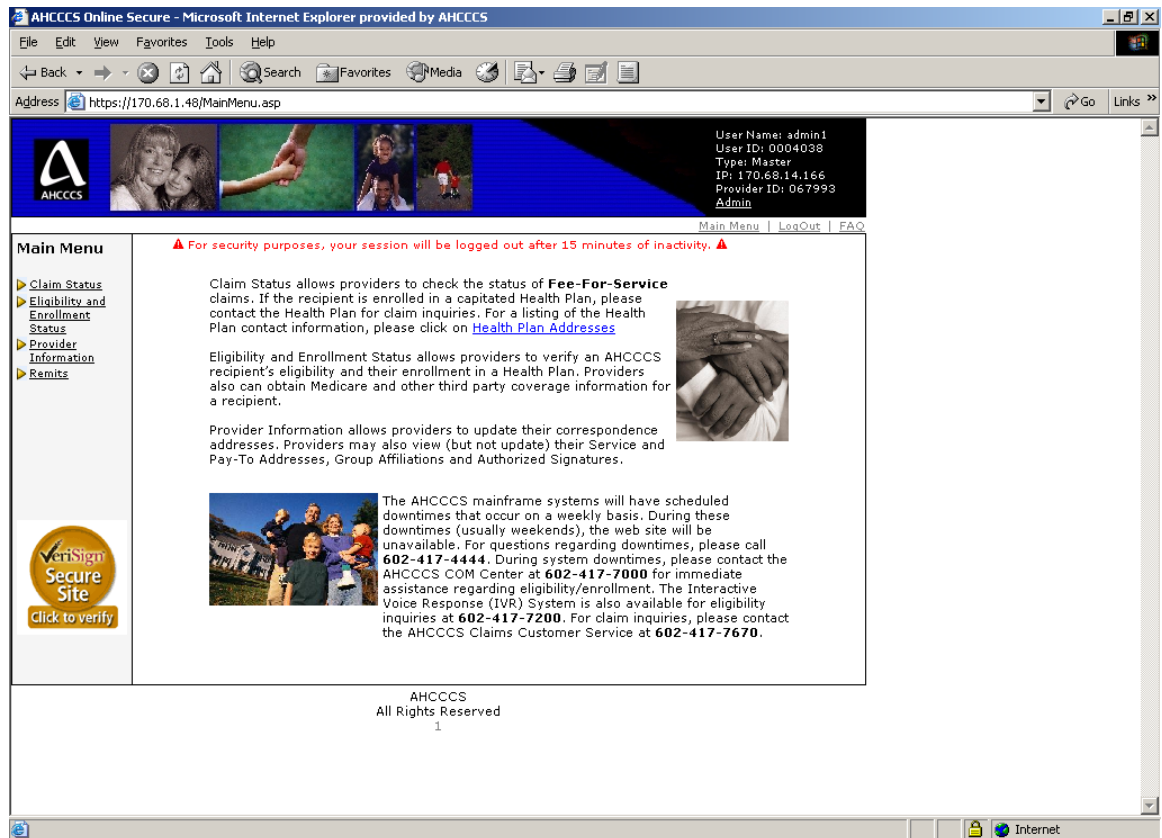 AHCCCS Online Secure - Microsoft Internet Explorer provided by AHCCCS
File Edit View Favorites Tools Help
Back Search Favorites Media
Address https://170.68.1.48/MainMenu.asp Go Links »
AHCCCS
User Name: admin1
User ID: 0004038
Type: Master
IP: 170.68.14.166
Provider ID: 067993
Admin
Main Menu | LogOut | FAQ
Main Menu
Claim Status
Eligibility and
Enrollment
Status
Provider
Information
Remits
VeriSign
Secure
Site
Click to verify
For security purposes, your session will be logged out after 15 minutes of inactivity.
Claim Status allows providers to check the status of Fee-For-Service
claims. If the recipient is enrolled in a capitated Health Plan, please
contact the Health Plan for claim inquiries. For a listing of the Health
Plan contact information, please click on Health Plan Addresses
Eligibility and Enrollment Status allows providers to verify an AHCCCS
recipient's eligibility and their enrollment in a Health Plan. Providers
also can obtain Medicare and other third party coverage information for
a recipient.
Provider Information allows providers to update their correspondence
addresses. Providers may also view (but not update) their Service and
Pay-To Addresses, Group Affiliations and Authorized Signatures.
The AHCCCS mainframe systems will have scheduled
downtimes that occur on a weekly basis. During these
downtimes (usually weekends), the web site will be
unavailable. For questions regarding downtimes, please call
602-417-4444. During system downtimes, please contact the
AHCCCS COM Center at 602-417-7000 for immediate
assistance regarding eligibility/enrollment. The Interactive
Voice Response (IVR) System is also available for eligibility
inquiries at 602-417-7200. For claim inquiries, please contact
the AHCCCS Claims Customer Service at 602-417-7670.
AHCCCS
All Rights Reserved
1
Internet